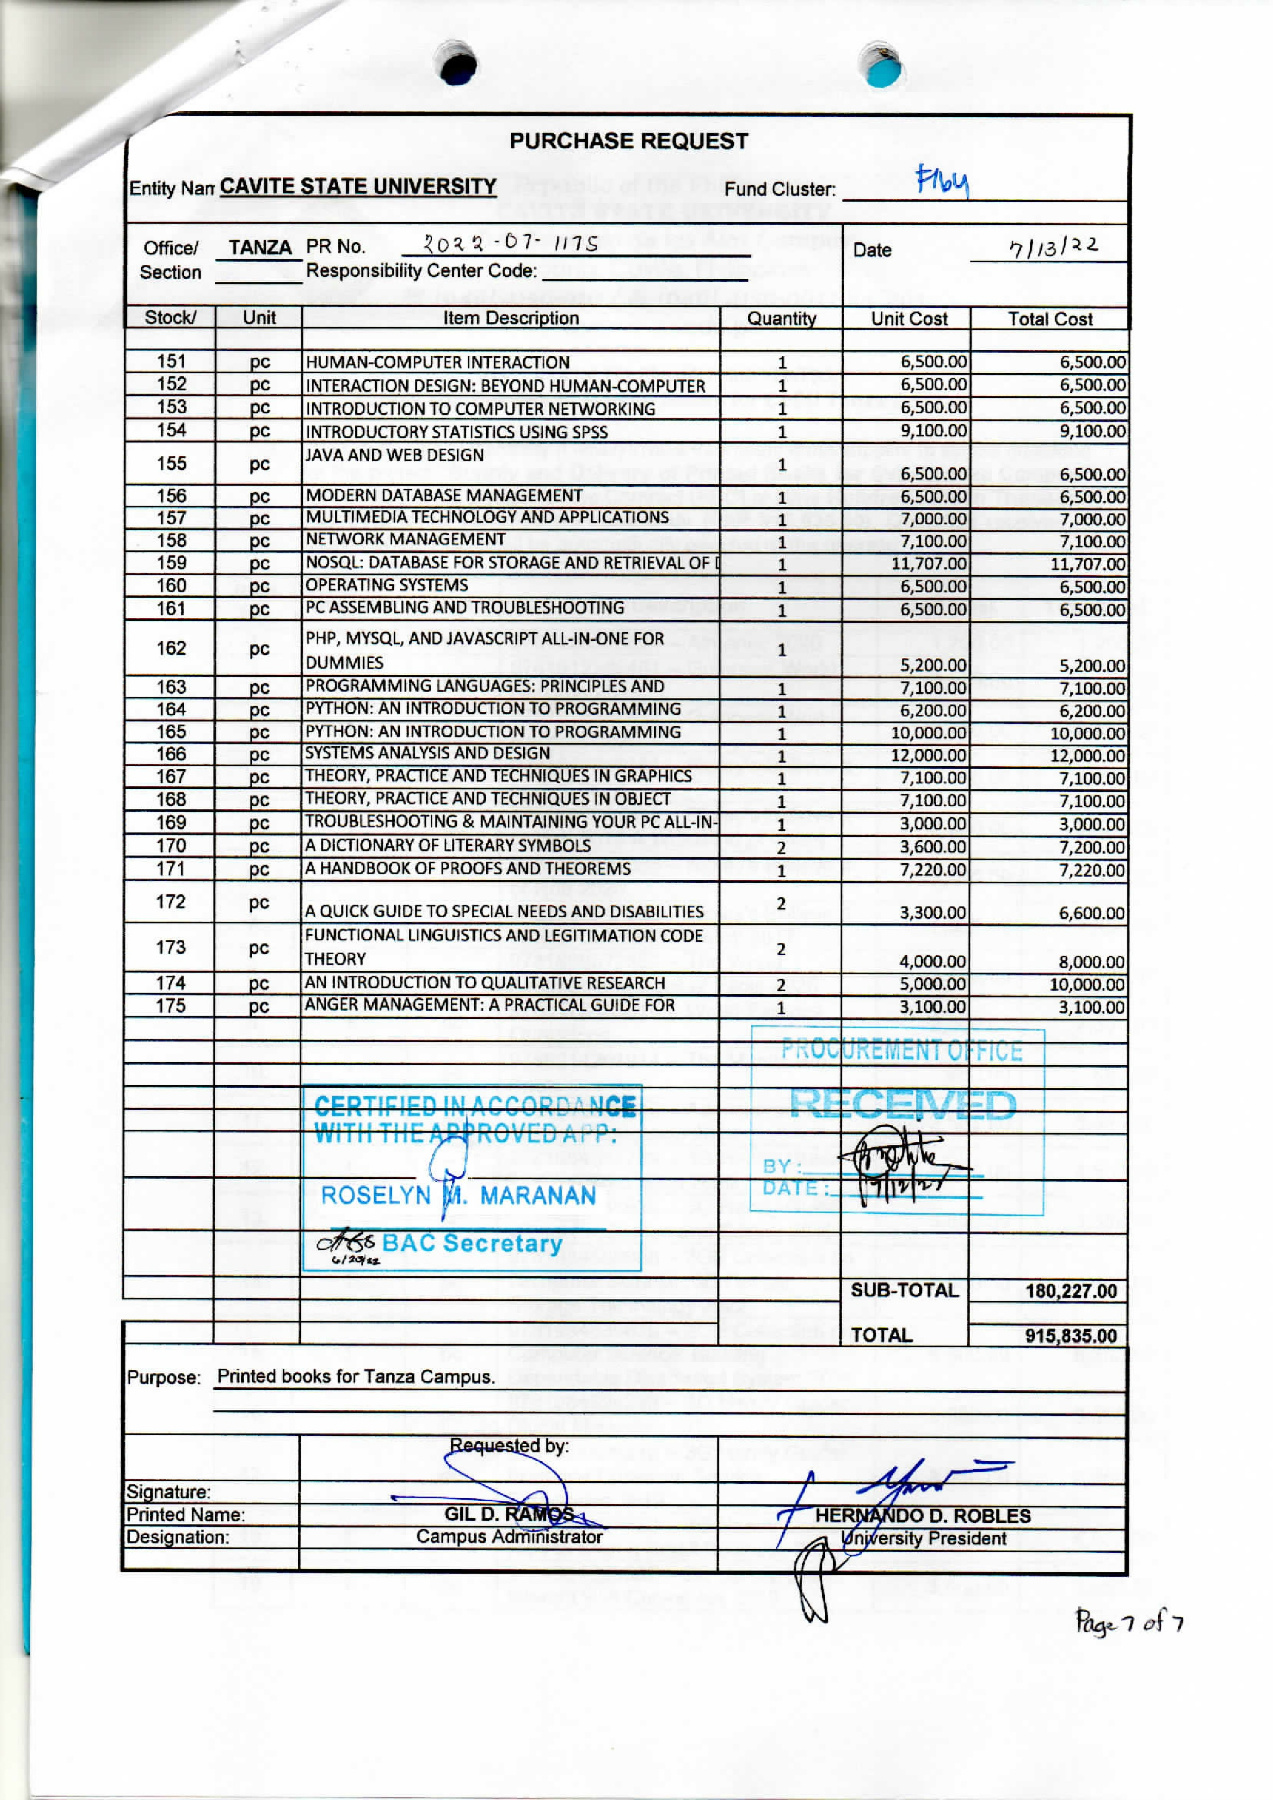 PURCHASE REQUEST
Entity Nam CAVITE STATE UNIVERSITY Fund Cluster: F164
Office/ TANZA PR No. 2022-07-1175 Date 7/13/22
Section Responsibility Center Code:
Stock/ Unit Item Description Quantity Unit Cost Total Cost
151 pc HUMAN-COMPUTER INTERACTION 1 6,500.00 6,500.00
152 pc INTERACTION DESIGN: BEYOND HUMAN-COMPUTER 1 6,500.00 6,500.00
153 pc INTRODUCTION TO COMPUTER NETWORKING 1 6,500.00 6,500.00
154 pc INTRODUCTORY STATISTICS USING SPSS 1 9,100.00 9,100.00
155 pc JAVA AND WEB DESIGN 1 6,500.00 6,500.00
156 pc MODERN DATABASE MANAGEMENT 1 6,500.00 6,500.00
157 pc MULTIMEDIA TECHNOLOGY AND APPLICATIONS 1 7,000.00 7,000.00
158 pc NETWORK MANAGEMENT 1 7,100.00 7,100.00
159 pc NOSQL: DATABASE FOR STORAGE AND RETRIEVAL OF 1 11,707.00 11,707.00
160 pc OPERATING SYSTEMS 1 6,500.00 6,500.00
161 pc PC ASSEMBLING AND TROUBLESHOOTING 1 6,500.00 6,500.00
162 pc PHP, MYSQL, AND JAVASCRIPT ALL-IN-ONE FOR
DUMMIES 1 5,200.00 5,200.00
163 pc PROGRAMMING LANGUAGES: PRINCIPLES AND 1 7,100.00 7,100.00
164 pc PYTHON: AN INTRODUCTION TO PROGRAMMING 1 6,200.00 6,200.00
165 pc PYTHON: AN INTRODUCTION TO PROGRAMMING 1 10,000.00 10,000.00
166 pc SYSTEMS ANALYSIS AND DESIGN 1 12,000.00 12,000.00
167 pc THEORY, PRACTICE AND TECHNIQUES IN GRAPHICS 1 7,100.00 7,100.00
168 pc THEORY, PRACTICE AND TECHNIQUES IN OBJECT 1 7,100.00 7,100.00
169 pc TROUBLESHOOTING & MAINTAINING YOUR PC ALL-IN- 1 3,000.00 3,000.00
170 pc A DICTIONARY OF LITERARY SYMBOLS 2 3,600.00 7,200.00
171 pc A HANDBOOK OF PROOFS AND THEOREMS 1 7,220.00 7,220.00
172 pc A QUICK GUIDE TO SPECIAL NEEDS AND DISABILITIES 2 3,300.00 6,600.00
173 pc FUNCTIONAL LINGUISTICS AND LEGITIMATION CODE
THEORY 2 4,000.00 8,000.00
174 pc AN INTRODUCTION TO QUALITATIVE RESEARCH 2 5,000.00 10,000.00
175 pc ANGER MANAGEMENT: A PRACTICAL GUIDE FOR 1 3,100.00 3,100.00
PROCUREMENT OFFICE
RECEIVED
BY:
DATE:
CERTIFIED IN ACCORDANCE
WITH THE APPROVED APP:
ROSELYN M. MARANAN
BAC Secretary
6/20/22
SUB-TOTAL 180,227.00
TOTAL 915,835.00
Purpose: Printed books for Tanza Campus.
Requested by:
Signature:
Printed Name: GIL D. RAMOS HERNANDO D. ROBLES
Designation: Campus Administrator University President
Page 7 of 7